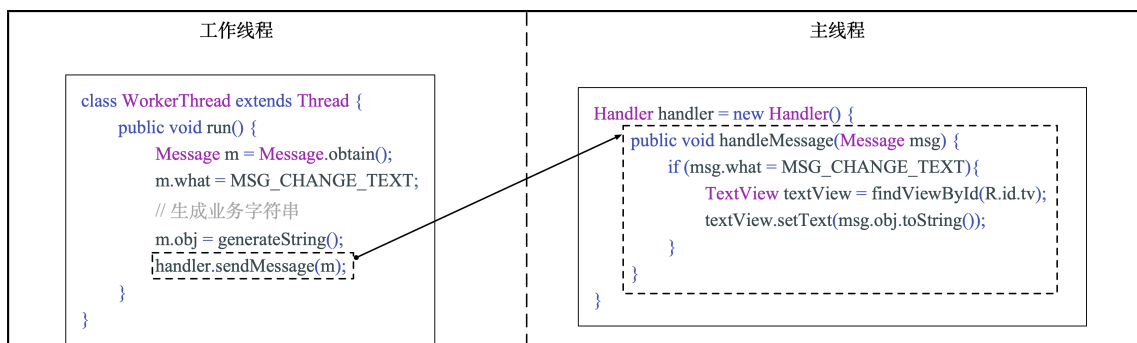 工作线程
class WorkerThread extends Thread {
public void run() {
Message m = Message.obtain();
m.what = MSG_CHANGE_TEXT;
// 生成业务字符串
m.obj = generateString();
handler.sendMessage(m);
}
}
主线程
Handler handler = new Handler() {
public void handleMessage(Message msg) {
if (msg.what = MSG_CHANGE_TEXT){
TextView textView = findViewById(R.id.tv);
textView.setText(msg.obj.toString());
}
}
}